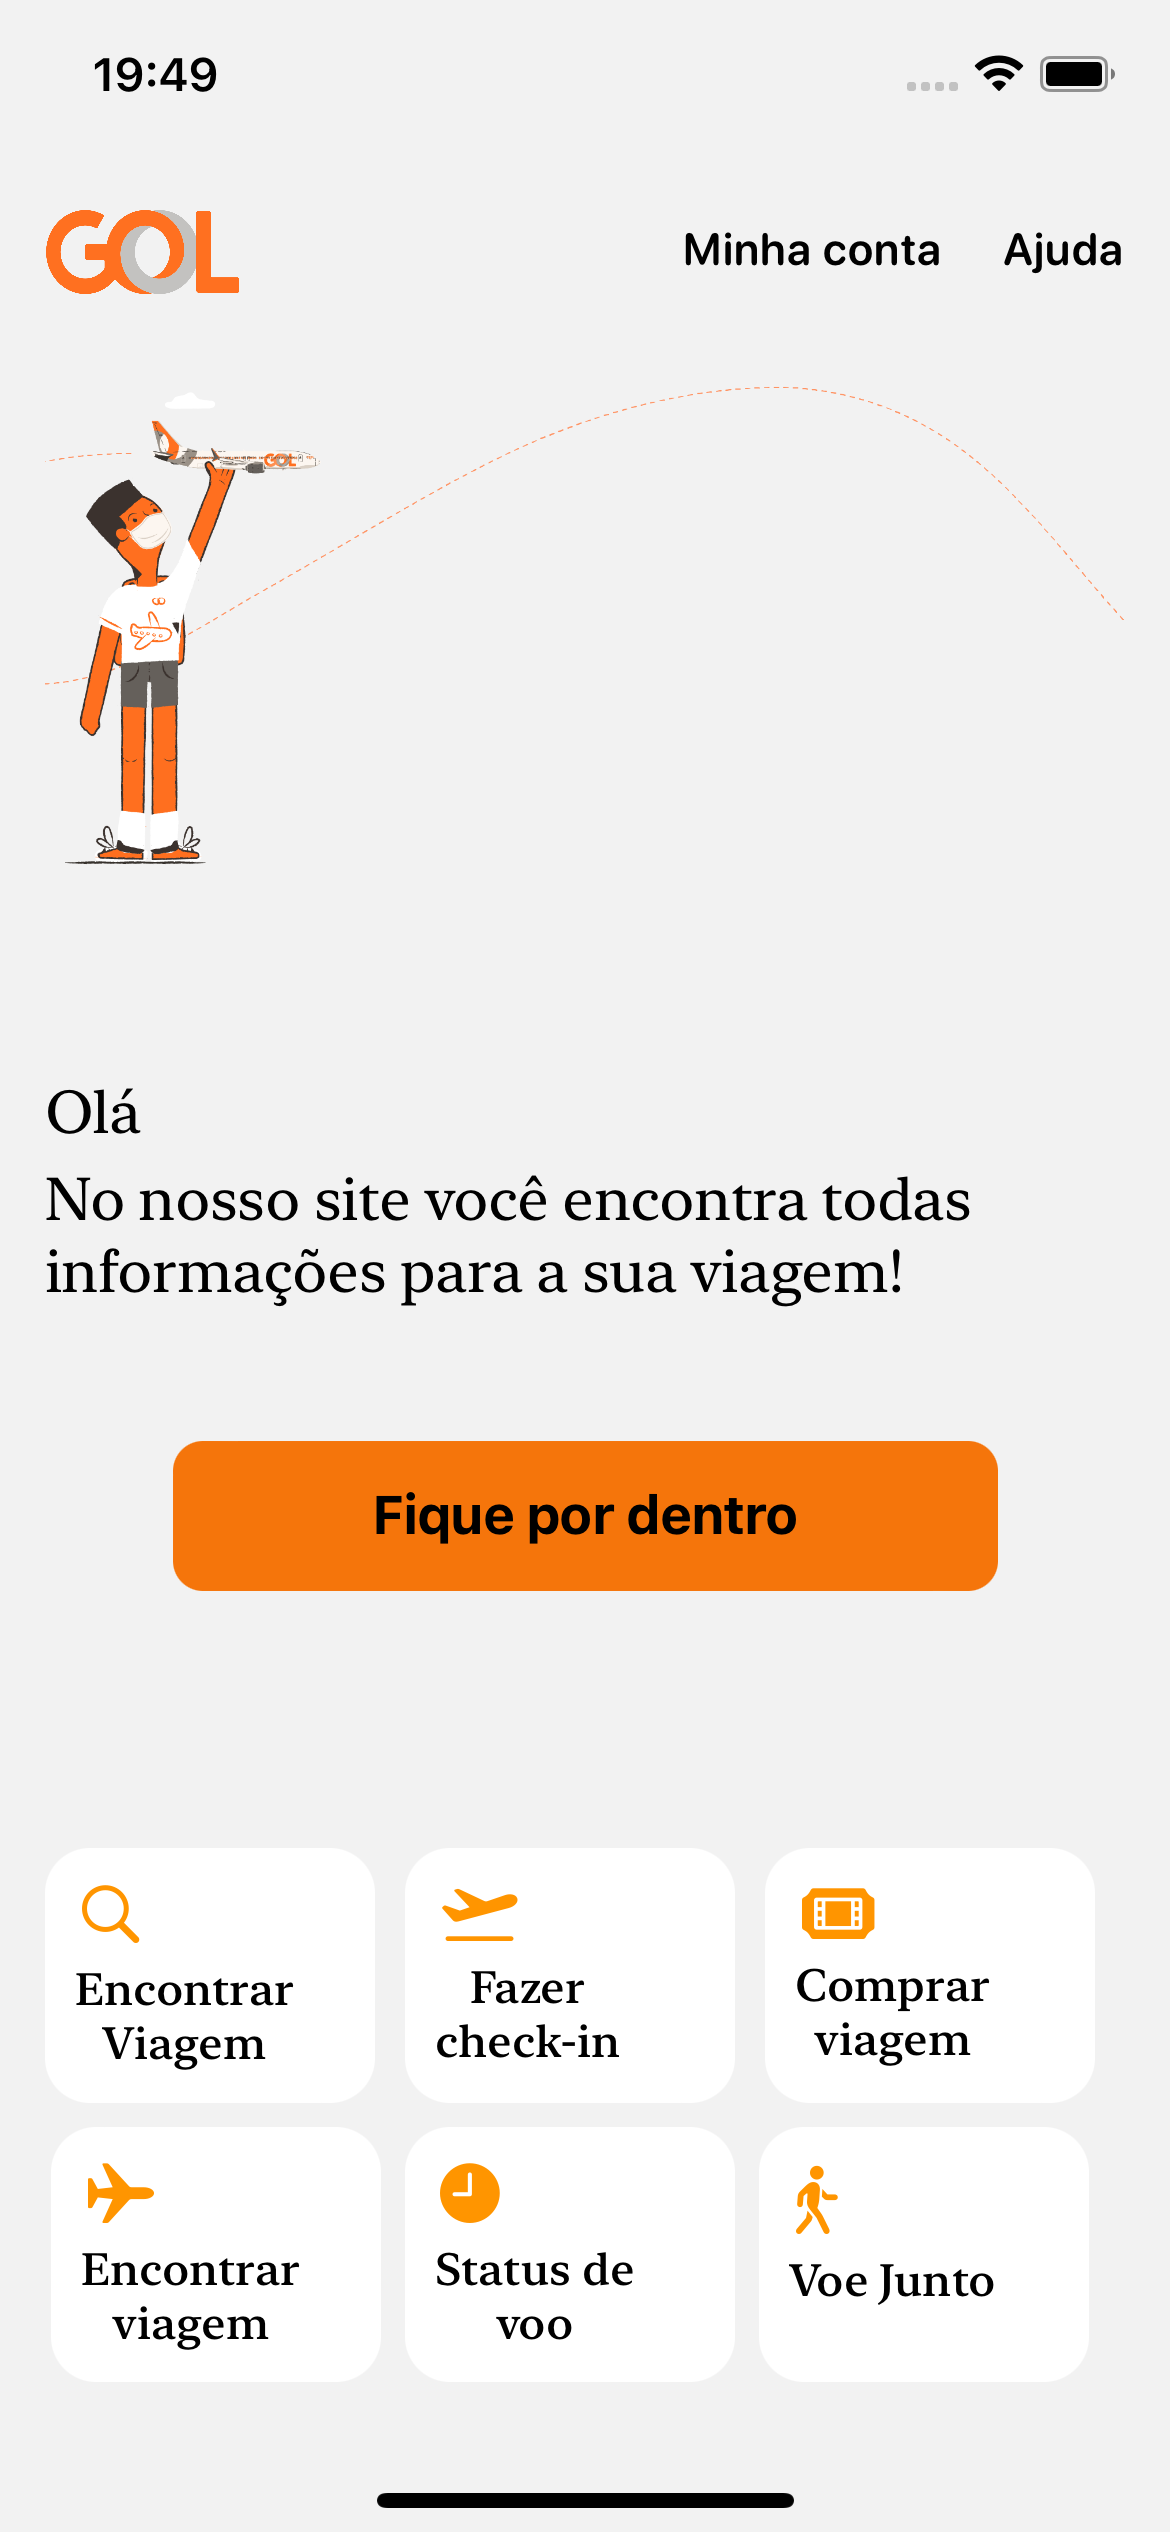 19:49
GOL
Minha conta
Ajuda
GOL
Olá
No nosso site você encontra todas
informações para a sua viagem!
Fique por dentro
Encontrar
Viagem
Fazer
check-in
Comprar
viagem
Encontrar
viagem
Status de
voo
Voe Junto